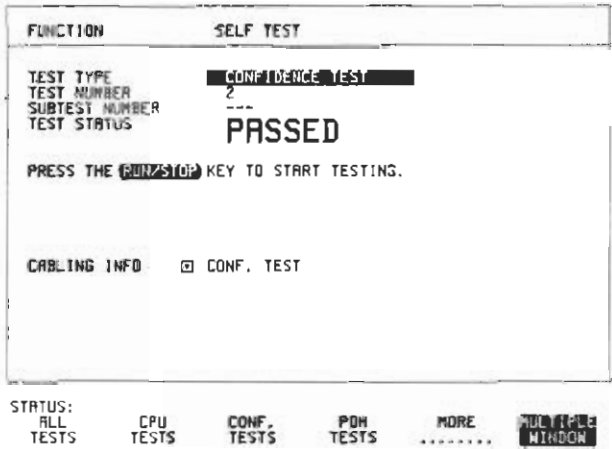 FUNCTION SELF TEST
TEST TYPE CONFIDENCE TEST
TEST NUMBER 2
SUBTEST NUMBER ---
TEST STATUS PASSED
PRESS THE RUN/STOP KEY TO START TESTING.
CABLING INFO ▼ CONF. TEST
STATUS:
ALL TESTS
CPU TESTS
CONF. TESTS
POH TESTS
MORE ........
MULTIPLE WINDOW